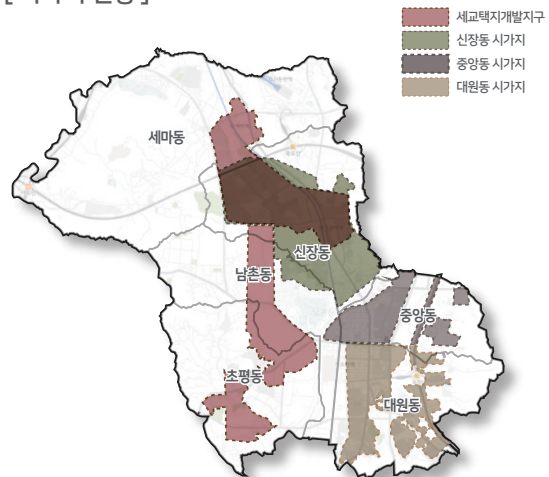 세교택지개발지구
신장동 시가지
중앙동 시가지
대원동 시가지
세마동
신장동
남촌동
중앙동
초평동
대원동